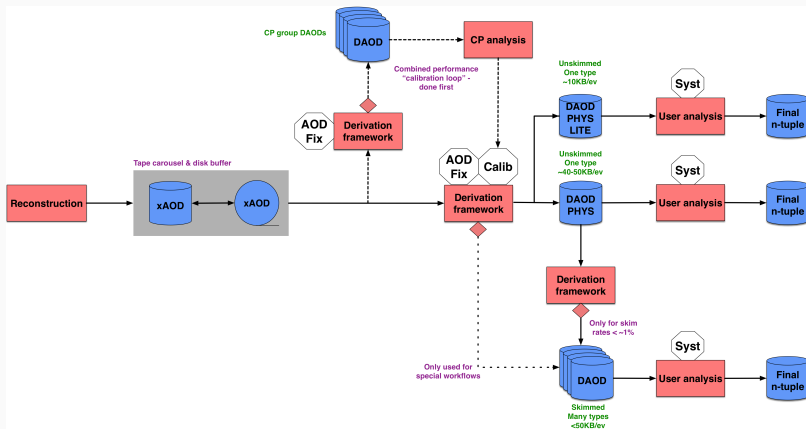 CP group DAODs
DAOD
CP analysis
Combined performance
“calibration loop” -
done first
AOD
Fix
Derivation
framework
Tape carousel & disk buffer
Reconstruction
xAOD
xAOD
AOD
Fix
Calib
Derivation
framework
Unskimmed
One type
~10KB/ev
DAOD
PHYS
LITE
Syst
User analysis
Final
n-tuple
Unskimmed
One type
~40-50KB/ev
DAOD
PHYS
Syst
User analysis
Final
n-tuple
Derivation
framework
Only for skim
rates < ~1%
Only used for
special workflows
DAOD
Skimmed
Many types
<50KB/ev
Syst
User analysis
Final
n-tuple